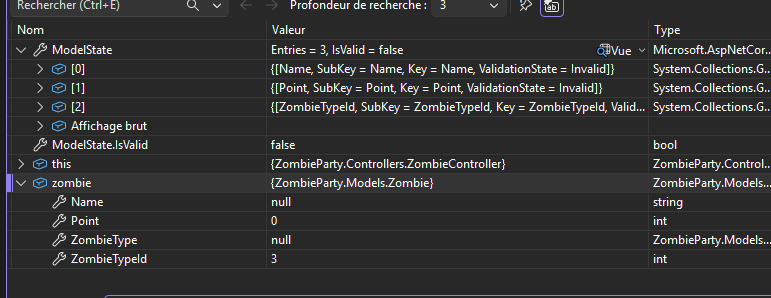 Rechercher (Ctrl+E) Profondeur de recherche : 3 ab
Nom Valeur Type
ModelState Entries = 3, IsValid = false Vue Microsoft.AspNetCor...
[0] {[Name, SubKey = Name, Key = Name, ValidationState = Invalid]} System.Collections.G...
[1] {[Point, SubKey = Point, Key = Point, ValidationState = Invalid]} System.Collections.G...
[2] {[ZombieTypeId, SubKey = ZombieTypeId, Key = ZombieTypeId, Valid... System.Collections.G...
Affichage brut
ModelState.IsValid false bool
this {ZombieParty.Controllers.ZombieController} ZombieParty.Control...
zombie {ZombieParty.Models.Zombie} ZombieParty.Models...
Name null string
Point 0 int
ZombieType null ZombieParty.Models...
ZombieTypeId 3 int